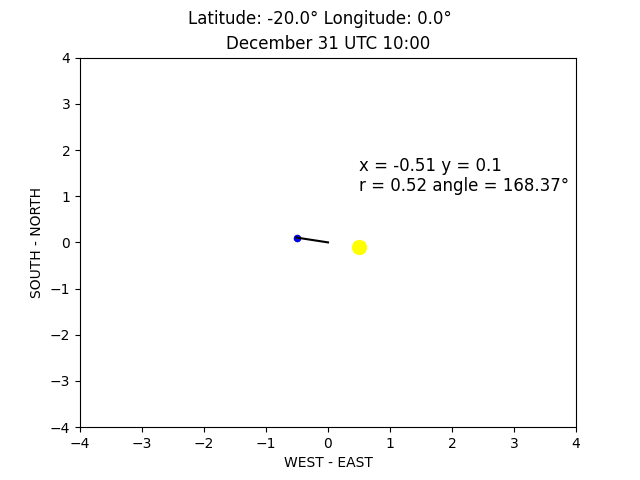 Latitude: -20.0° Longitude: 0.0°
December 31 UTC 10:00
4
3
2
1
0
−1
−2
−3
−4
x = -0.51 y = 0.1
r = 0.52 angle = 168.37°
SOUTH - NORTH
−4 −3 −2 −1 0 1 2 3 4
WEST - EAST